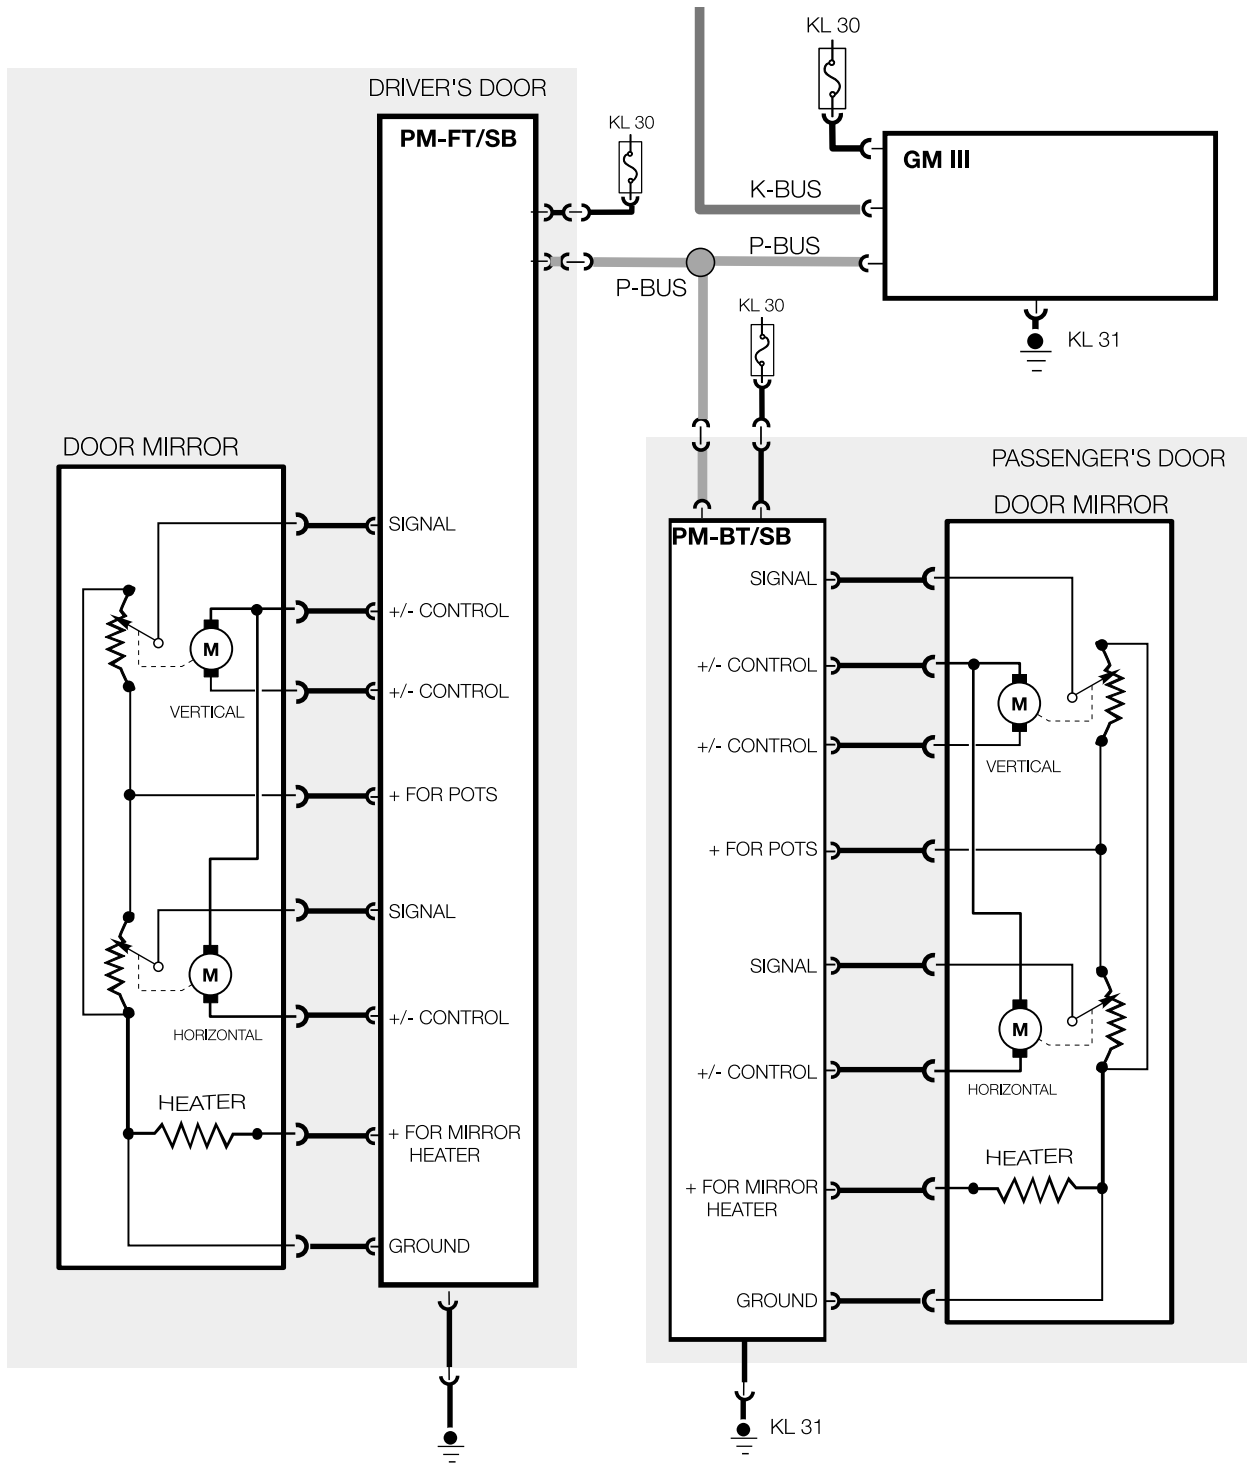 KL 30
DRIVER'S DOOR
PM-FT/SB
KL 30
GM III
K-BUS
P-BUS
P-BUS
KL 30
KL 31
DOOR MIRROR
SIGNAL
+/- CONTROL
M
+/- CONTROL
VERTICAL
+ FOR POTS
SIGNAL
M
+/- CONTROL
HORIZONTAL
HEATER
+ FOR MIRROR
HEATER
GROUND
PASSENGER'S DOOR
DOOR MIRROR
PM-BT/SB
SIGNAL
+/- CONTROL
M
+/- CONTROL
VERTICAL
+ FOR POTS
SIGNAL
M
+/- CONTROL
HORIZONTAL
HEATER
+ FOR MIRROR
HEATER
GROUND
KL 31